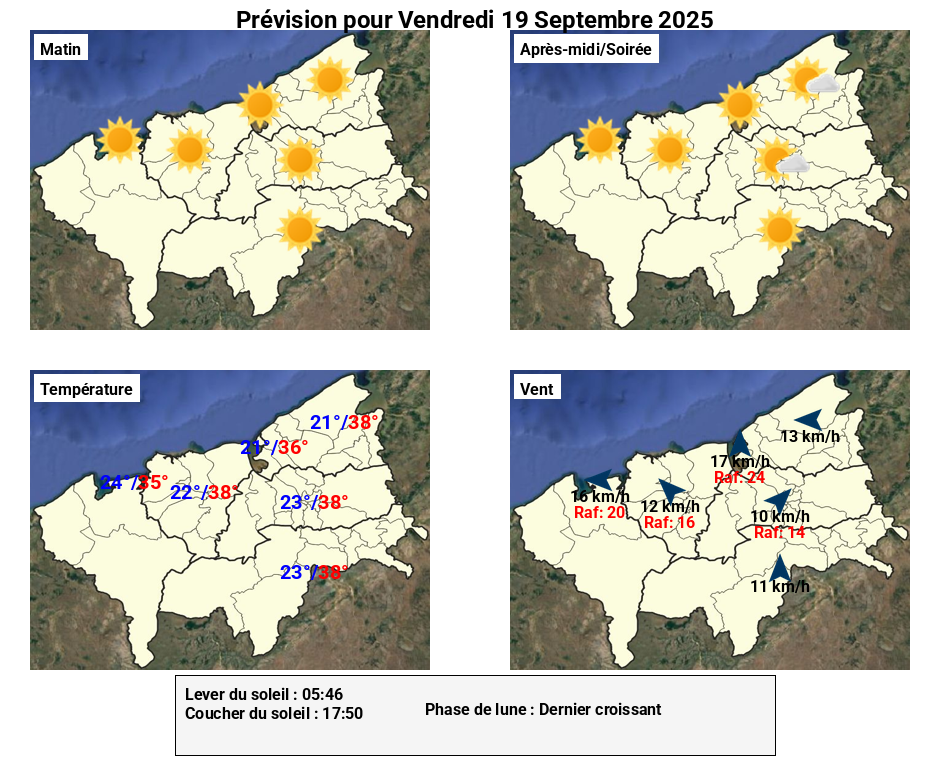 Prévision pour Vendredi 19 Septembre 2025
Matin
Après-midi/Soirée
Température
21°/38°
21°/36°
24°/35°
22°/38°
23°/38°
23°/38°
Vent
13 km/h
17 km/h
Raf: 24
16 km/h
Raf: 20
12 km/h
Raf: 16
10 km/h
Raf: 14
11 km/h
Lever du soleil : 05:46
Coucher du soleil : 17:50
Phase de lune : Dernier croissant